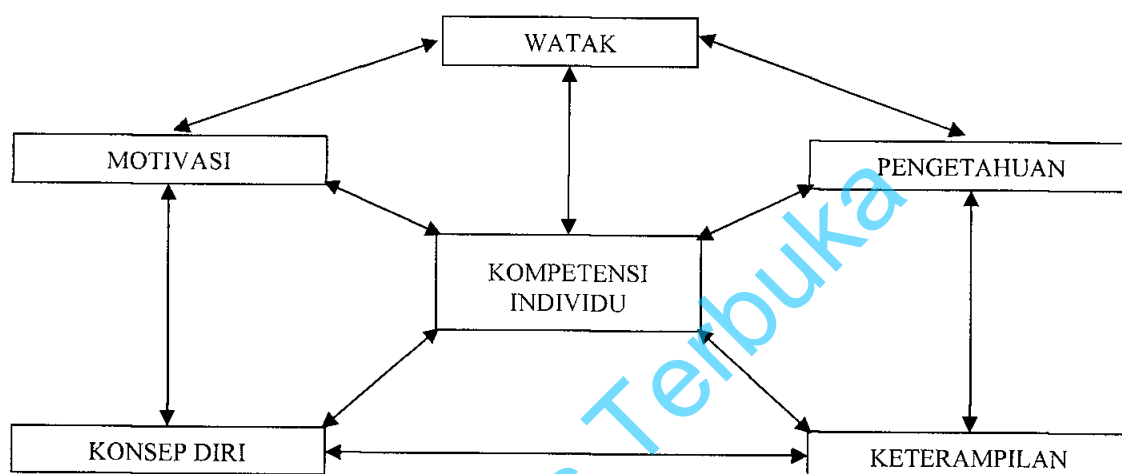 WATAK
MOTIVASI
PENGETAHUAN
KOMPETENSI
INDIVIDU
KONSEP DIRI
KETERAMPILAN
Terbuka